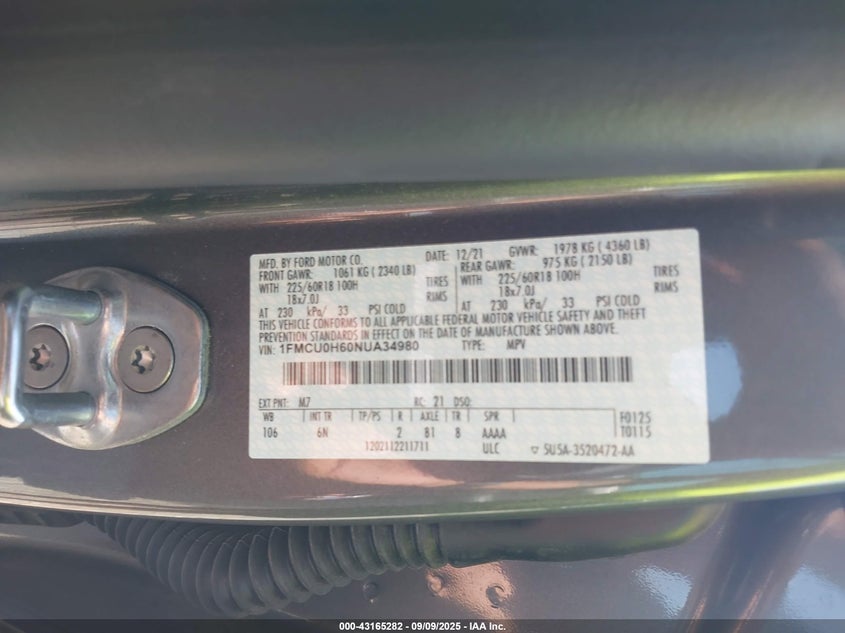 MFD. BY FORD MOTOR CO. DATE: 12/21 GVWR: 1978 KG ( 4360 LB)
FRONT GAWR: 1061 KG ( 2340 LB) REAR GAWR: 975 KG ( 2150 LB)
WITH 225/60R18 100H TIRES WITH 225/60R18 100H TIRES
18x7.0J RIMS 18x7.0J RIMS
AT 230 kPa/ 33 PSI COLD AT 230 kPa/ 33 PSI COLD
THIS VEHICLE CONFORMS TO ALL APPLICABLE FEDERAL MOTOR VEHICLE SAFETY AND THEFT
PREVENTION STANDARDS IN EFFECT ON THE DATE OF MANUFACTURE SHOWN ABOVE.
VIN: 1FMCU0H60NUA34980 TYPE: MPV
EXT PNT: M7 RC: 21 DSO:
WB | INT TR | TP/PS | R | AXLE | TR | SPR F0125
106 6N 2 81 8 AAAA T0115
1202112211711 ULC ▽ SU5A-3520472-AA
000-43165282 - 09/09/2025 - IAA Inc.